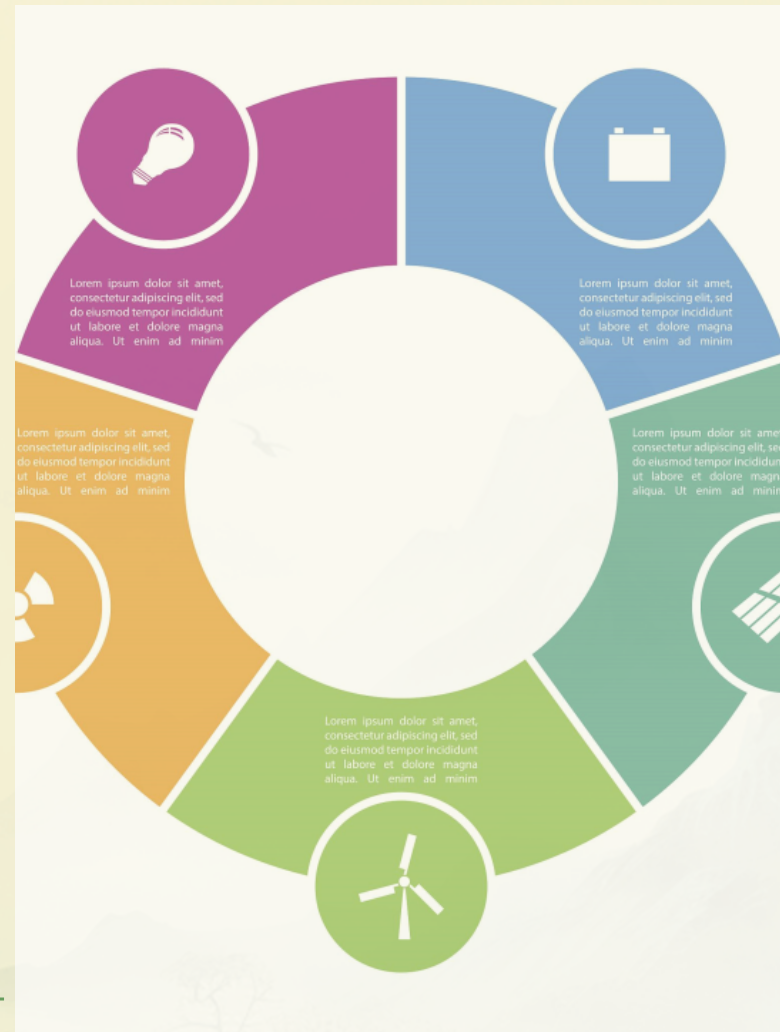 Lorem ipsum dolor sit amet,
consectetur adipiscing elit, sed
do eiusmod tempor incididunt
ut labore et dolore magna
aliqua. Ut enim ad minim
Lorem ipsum dolor sit amet,
consectetur adipiscing elit, sed
do eiusmod tempor incididunt
ut labore et dolore magna
aliqua. Ut enim ad minim
Lorem ipsum dolor sit amet,
consectetur adipiscing elit, sed
do eiusmod tempor incididunt
ut labore et dolore magna
aliqua. Ut enim ad minim
Lorem ipsum dolor sit amet
consectetur adipiscing elit, sed
do eiusmod tempor incididunt
ut labore et dolore magna
aliqua. Ut enim ad minim
Lorem ipsum dolor sit amet,
consectetur adipiscing elit, sed
do eiusmod tempor incididunt
ut labore et dolore magna
aliqua. Ut enim ad minim